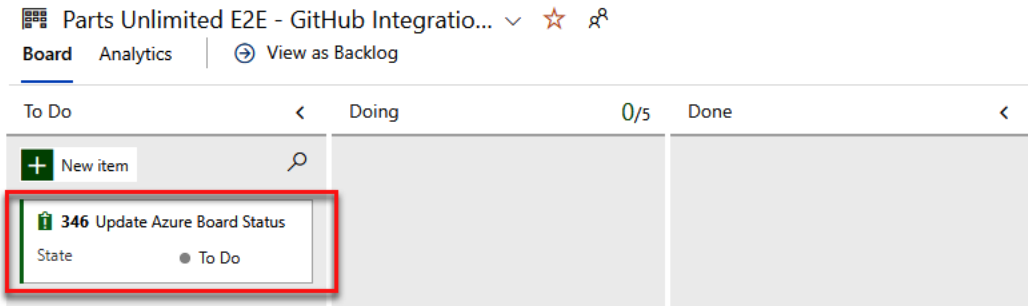 Parts Unlimited E2E - GitHub Integratio...
Board Analytics View as Backlog
To Do Doing 0/5 Done
New item
346 Update Azure Board Status
State To Do